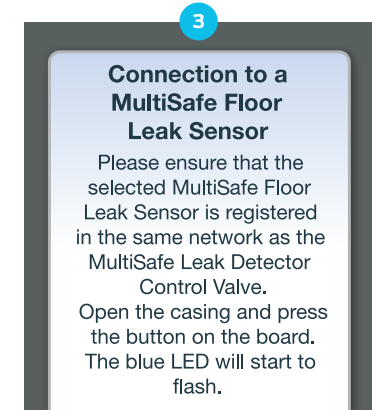 3
Connection to a
MultiSafe Floor
Leak Sensor
Please ensure that the
selected MultiSafe Floor
Leak Sensor is registered
in the same network as the
MultiSafe Leak Detector
Control Valve.
Open the casing and press
the button on the board.
The blue LED will start to
flash.